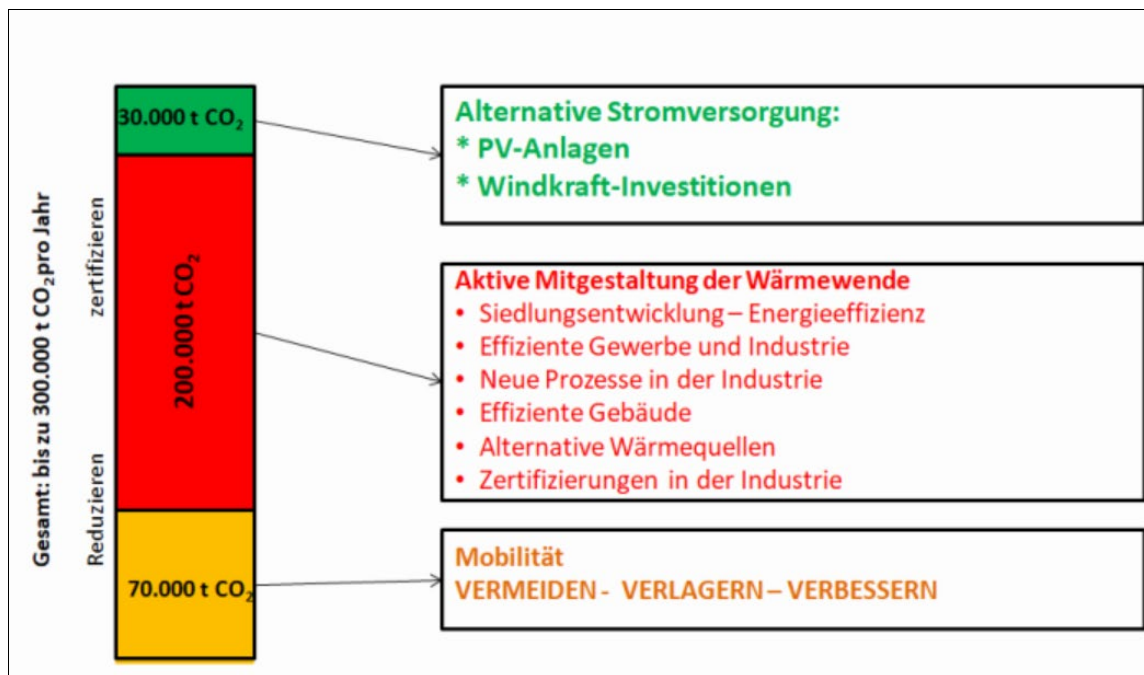 Gesamt: bis zu 300.000 t CO₂pro Jahr
zertifizieren
Reduzieren
30.000 t CO₂
200.000 t CO₂
70.000 t CO₂
Alternative Stromversorgung:
* PV-Anlagen
* Windkraft-Investitionen
Aktive Mitgestaltung der Wärmewende
• Siedlungsentwicklung – Energieeffizienz
• Effiziente Gewerbe und Industrie
• Neue Prozesse in der Industrie
• Effiziente Gebäude
• Alternative Wärmequellen
• Zertifizierungen in der Industrie
Mobilität
VERMEIDEN - VERLAGERN – VERBESSERN